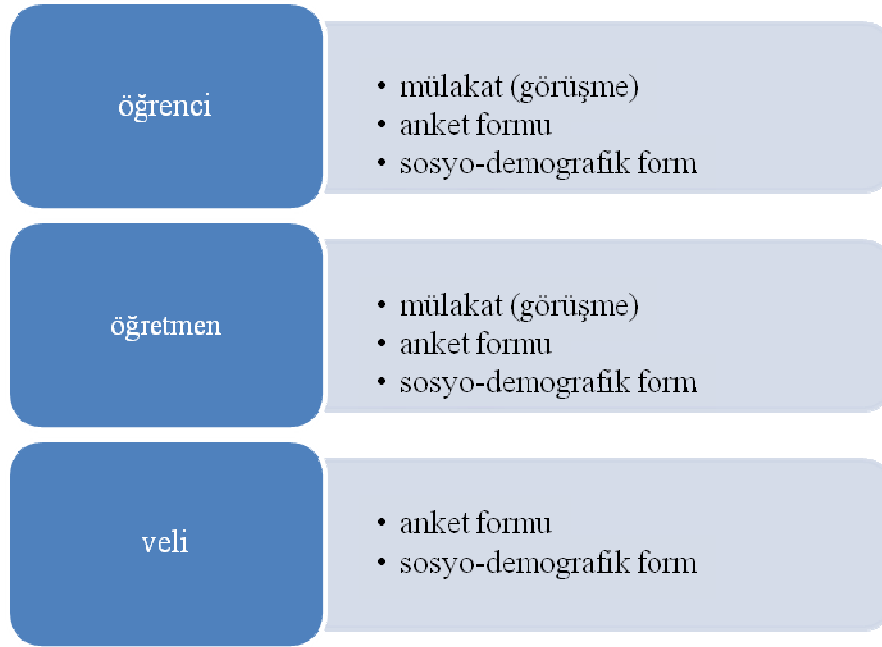 öğrenci
• mülakat (görüşme)
• anket formu
• sosyo-demografik form
öğretmen
• mülakat (görüşme)
• anket formu
• sosyo-demografik form
veli
• anket formu
• sosyo-demografik form